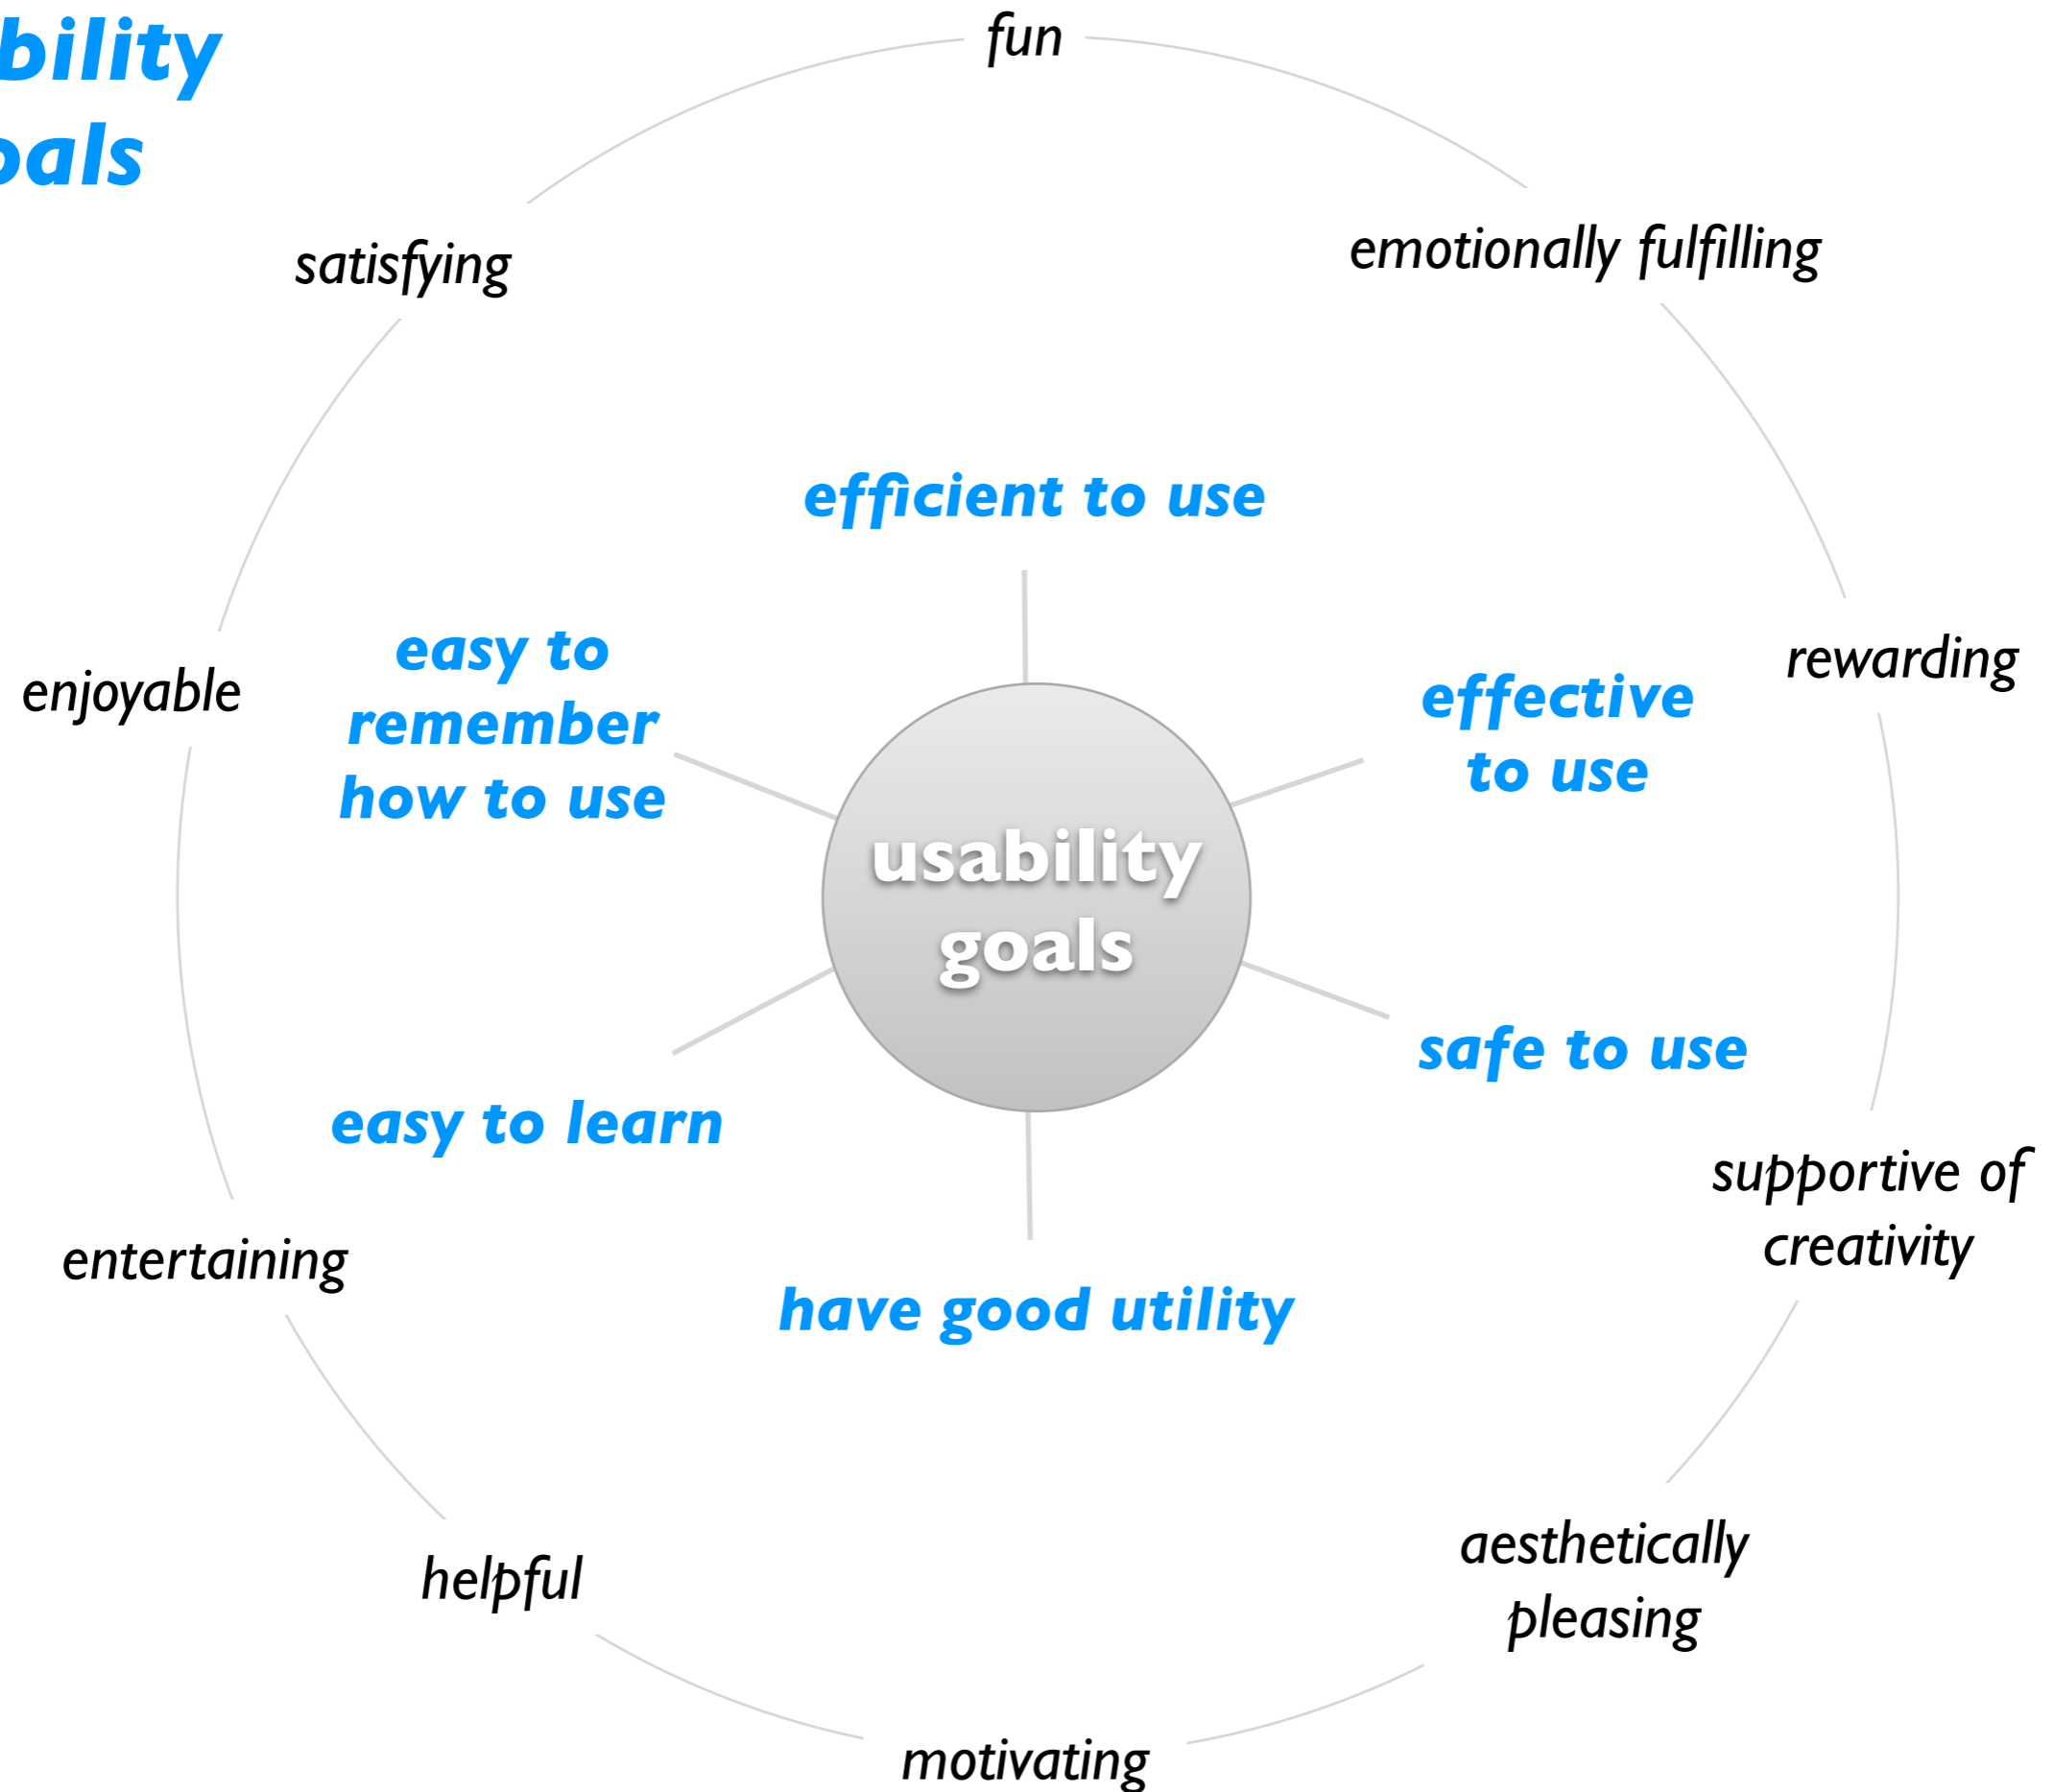 bility
oals
fun
satisfying
emotionally fulfilling
efficient to use
easy to
remember
how to use
enjoyable
rewarding
effective
to use
usability
goals
safe to use
easy to learn
supportive of
creativity
entertaining
have good utility
aesthetically
pleasing
helpful
motivating